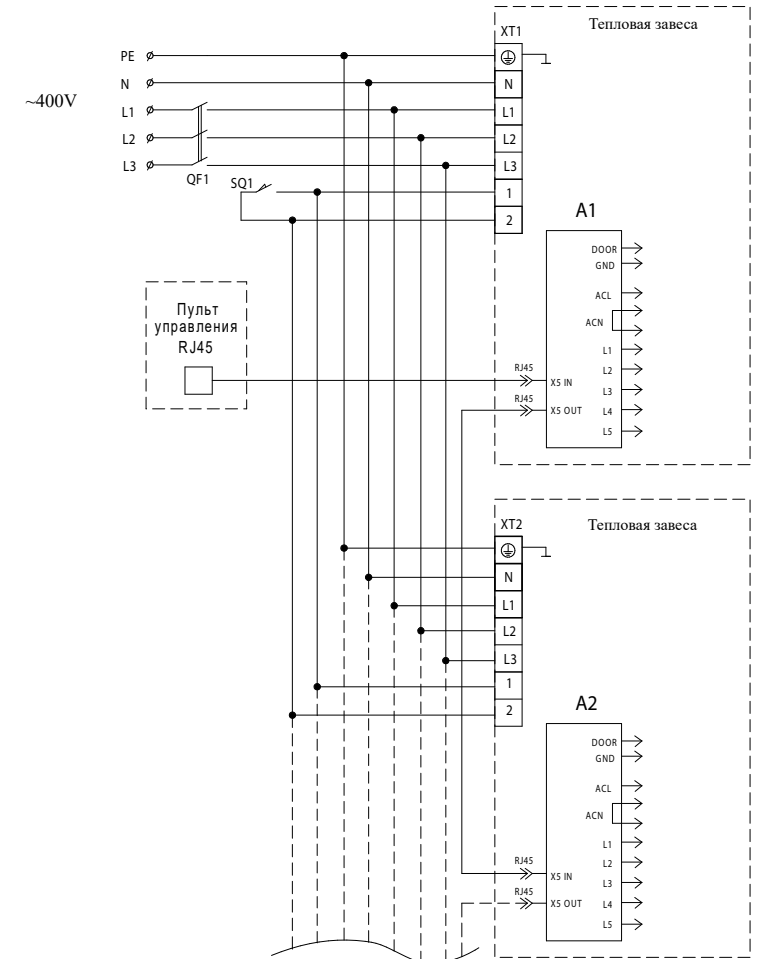 Тепловая завеса
XT1
PE
N
~400V
L1
L2
L3
QF1
SQ1
N
L1
L2
L3
1
2
A1
DOOR
GND
ACL
ACN
L1
L2
L3
L4
L5
RJ45
X5 IN
RJ45
X5 OUT
Пульт
управления
RJ45
Тепловая завеса
XT2
N
L1
L2
L3
1
2
A2
DOOR
GND
ACL
ACN
L1
L2
L3
L4
L5
RJ45
X5 IN
RJ45
X5 OUT